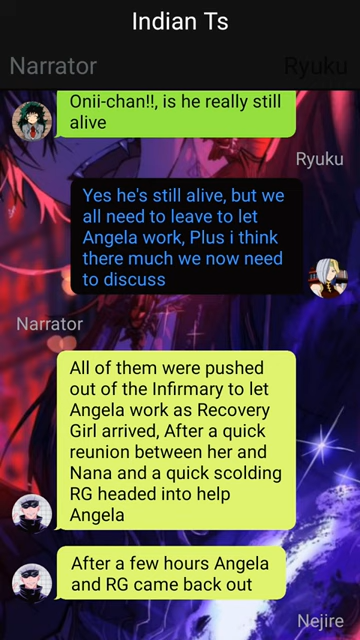 Indian Ts
Narrator
Ryuku
Onii-chan!!, is he really still
alive
Ryuku
Yes he's still alive, but we
all need to leave to let
Angela work, Plus i think
there much we now need
to discuss
Narrator
All of them were pushed
out of the Infirmary to let
Angela work as Recovery
Girl arrived, After a quick
reunion between her and
Nana and a quick scolding
RG headed into help
Angela
After a few hours Angela
and RG came back out
Nejire